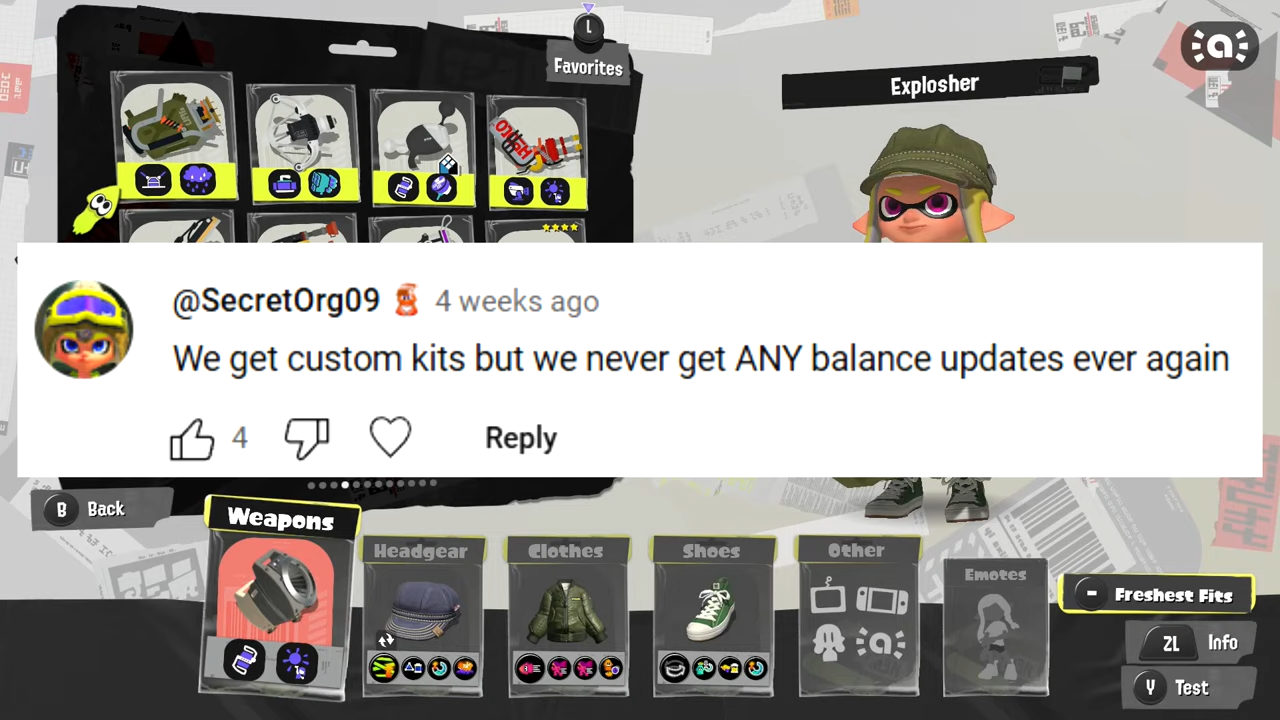 L
Favorites
Explosher
@SecretOrg09 4 weeks ago
We get custom kits but we never get ANY balance updates ever again
4
Reply
B Back
Weapons
Headgear
Clothes
Shoes
Other
Emotes
- Freshest Fits
ZL Info
Y Test